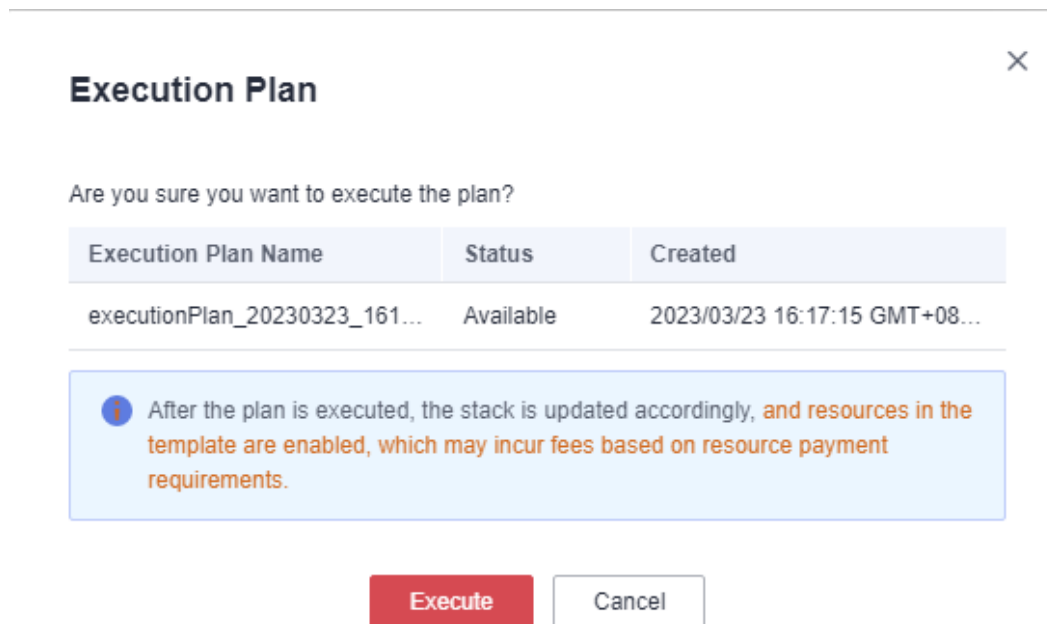 Execution Plan
Are you sure you want to execute the plan?
Execution Plan Name Status Created
executionPlan_20230323_161... Available 2023/03/23 16:17:15 GMT+08...
After the plan is executed, the stack is updated accordingly, and resources in the
template are enabled, which may incur fees based on resource payment
requirements.
Execute Cancel